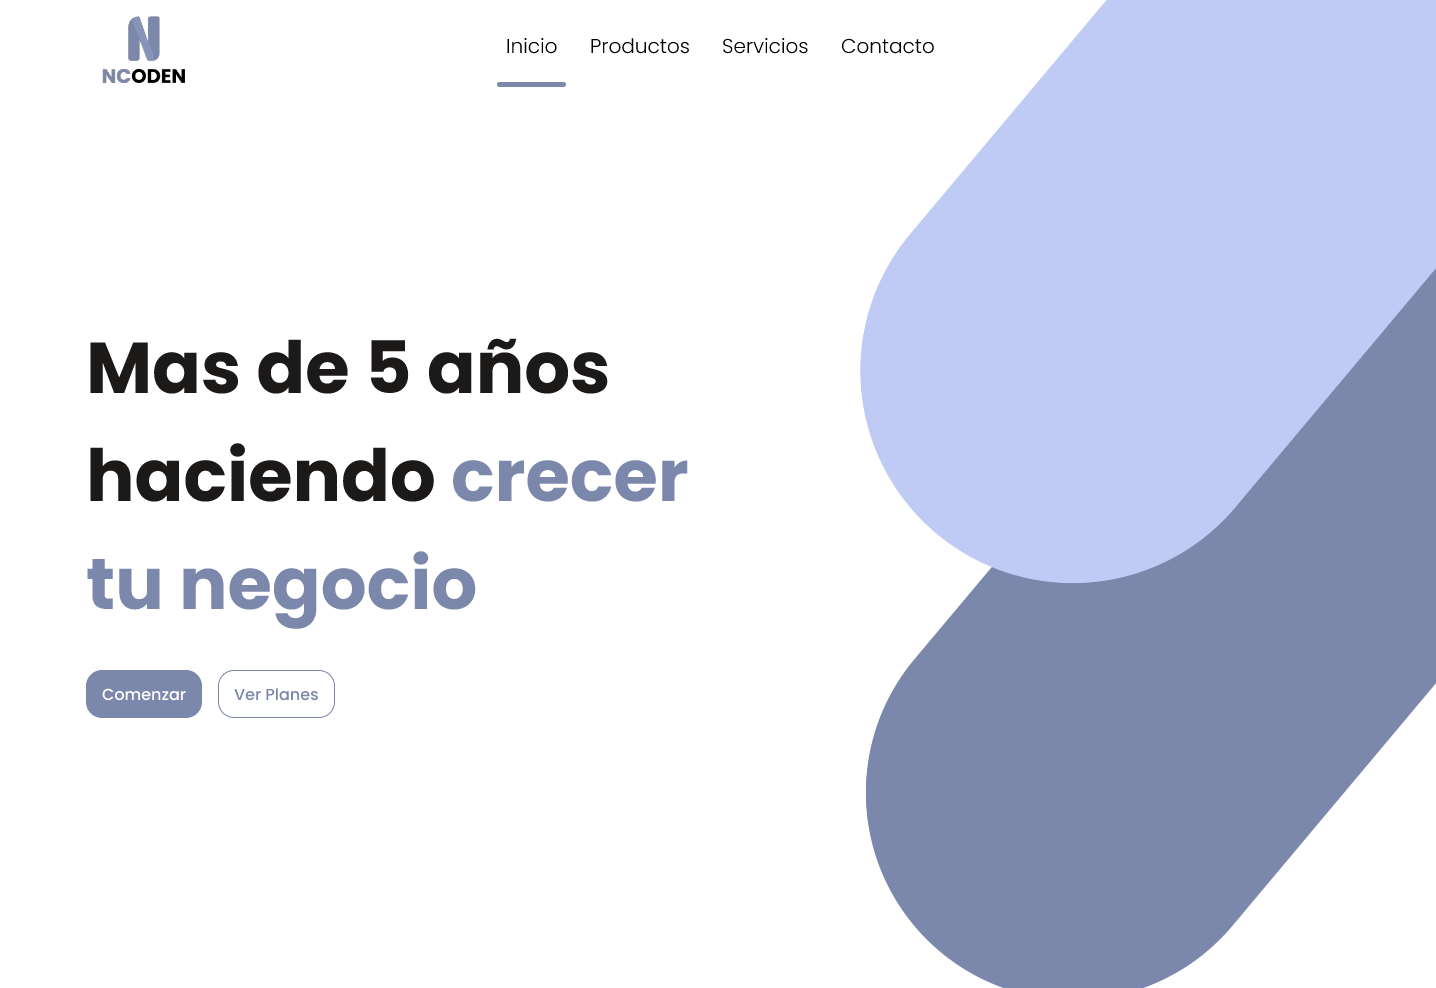 N
NCODEN
Inicio Productos Servicios Contacto
Mas de 5 años
haciendo crecer
tu negocio
Comenzar Ver Planes